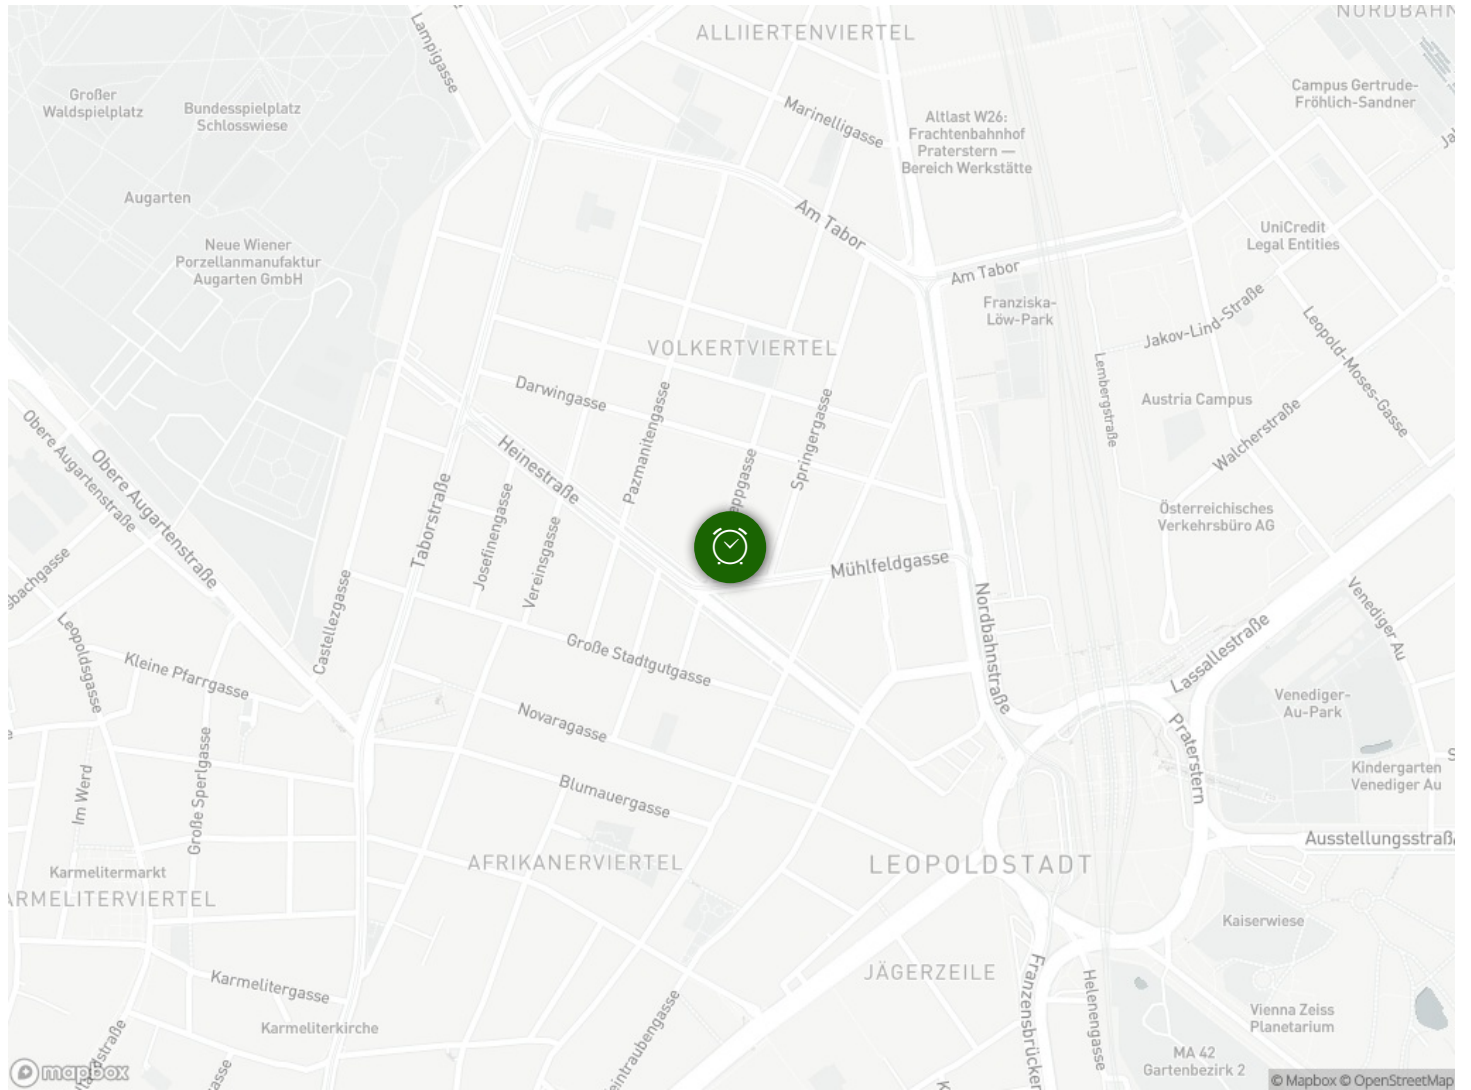 NORDBAHN
ALLIIERTENVIERTEL
Lampigasse
Großer
Waldspielplatz
Bundesspielplatz
Schlosswiese
Marinelligasse
Altlast W26:
Frachtenbahnhof
Praterstern —
Bereich Werkstätte
Campus Gertrude-
Fröhlich-Sandner
Augarten
Am Tabor
UniCredit
Legal Entities
Neue Wiener
Porzellanmanufaktur
Augarten GmbH
Am Tabor
Franziska-
Löw-Park
Jakov-Lind-Straße
Leopold-Moses-Gasse
VOLKERTVIERTEL
Darwingasse
Pazmanitengasse
Springergasse
Lembergstraße
Austria Campus
Walcherstraße
Obere Augartenstraße
Obere Augartenstraße
Heinestraße
eppgasse
Taborstraße
Josefinengasse
Vereinsgasse
Österreichisches
Verkehrsbüro AG
Mühlfeldgasse
Nordbahnstraße
Venediger Au
sbachgasse
Castellezgasse
Leopoldsgasse
Kleine Pfarrgasse
Große Stadtgutgasse
Lassallestraße
Venediger-
Au-Park
Novaragasse
Praterstern
Große Sperlgasse
Im Werd
Blumauergasse
Kindergarten
Venediger Au
S
Ausstellungsstraß
Karmelitermarkt
ARMELITERVIERTEL
AFRIKANERVIERTEL
LEOPOLDSTADT
Kaiserwiese
JÄGERZEILE
Karmelitergasse
Karmeliterkirche
Franzensbrücken
Helenengasse
eintraubengasse
Vienna Zeiss
Planetarium
MA 42
Gartenbezirk 2
mapbox
© Mapbox © OpenStreetMap